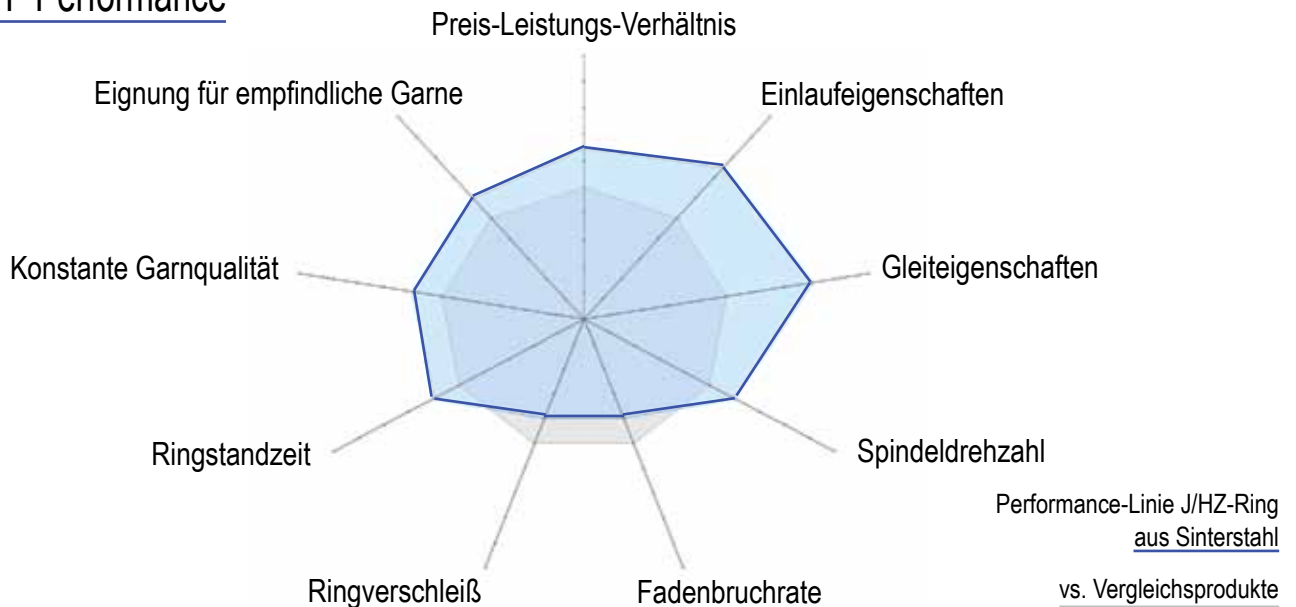 Performance
Preis-Leistungs-Verhältnis
Eignung für empfindliche Garne
Einlaufeigenschaften
Konstante Garnqualität
Gleiteigenschaften
Ringstandzeit
Spindeldrehzahl
Ringverschleiß
Fadenbruchrate
Performance-Linie J/HZ-Ring
aus Sinterstahl
vs. Vergleichsprodukte